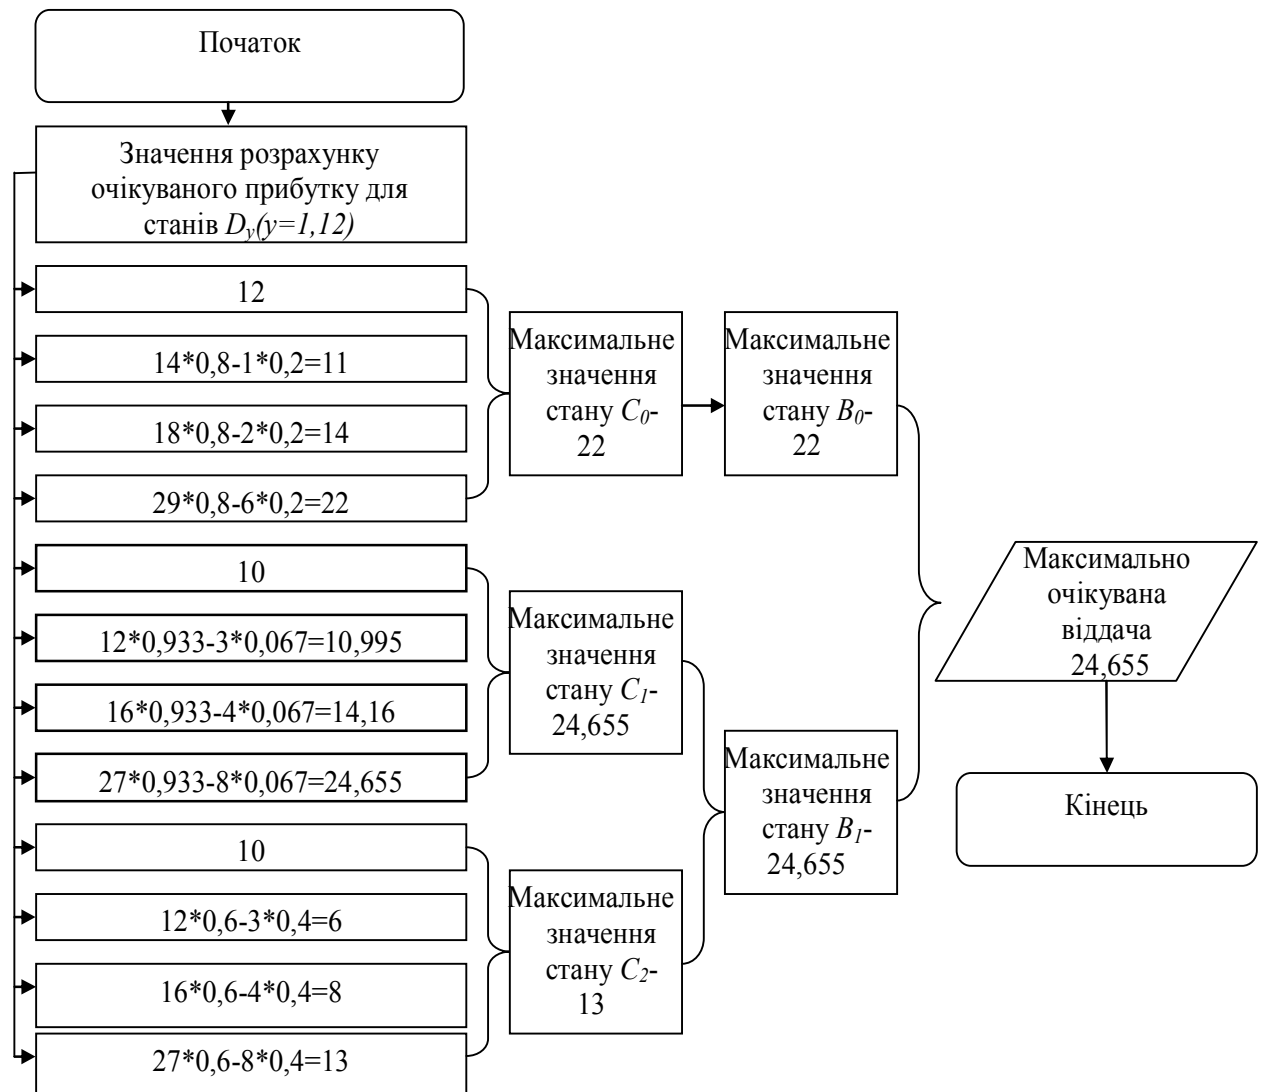 Початок
Значення розрахунку
очікуваного прибутку для
станів Dy(y=1,12)
12
14*0,8-1*0,2=11
18*0,8-2*0,2=14
29*0,8-6*0,2=22
10
12*0,933-3*0,067=10,995
16*0,933-4*0,067=14,16
27*0,933-8*0,067=24,655
10
12*0,6-3*0,4=6
16*0,6-4*0,4=8
27*0,6-8*0,4=13
Максимальне
значення
стану C0-
22
Максимальне
значення
стану C1-
24,655
Максимальне
значення
стану C2-
13
Максимальне
значення
стану B0-
22
Максимальне
значення
стану B1-
24,655
Максимально
очікувана
віддача
24,655
Кінець